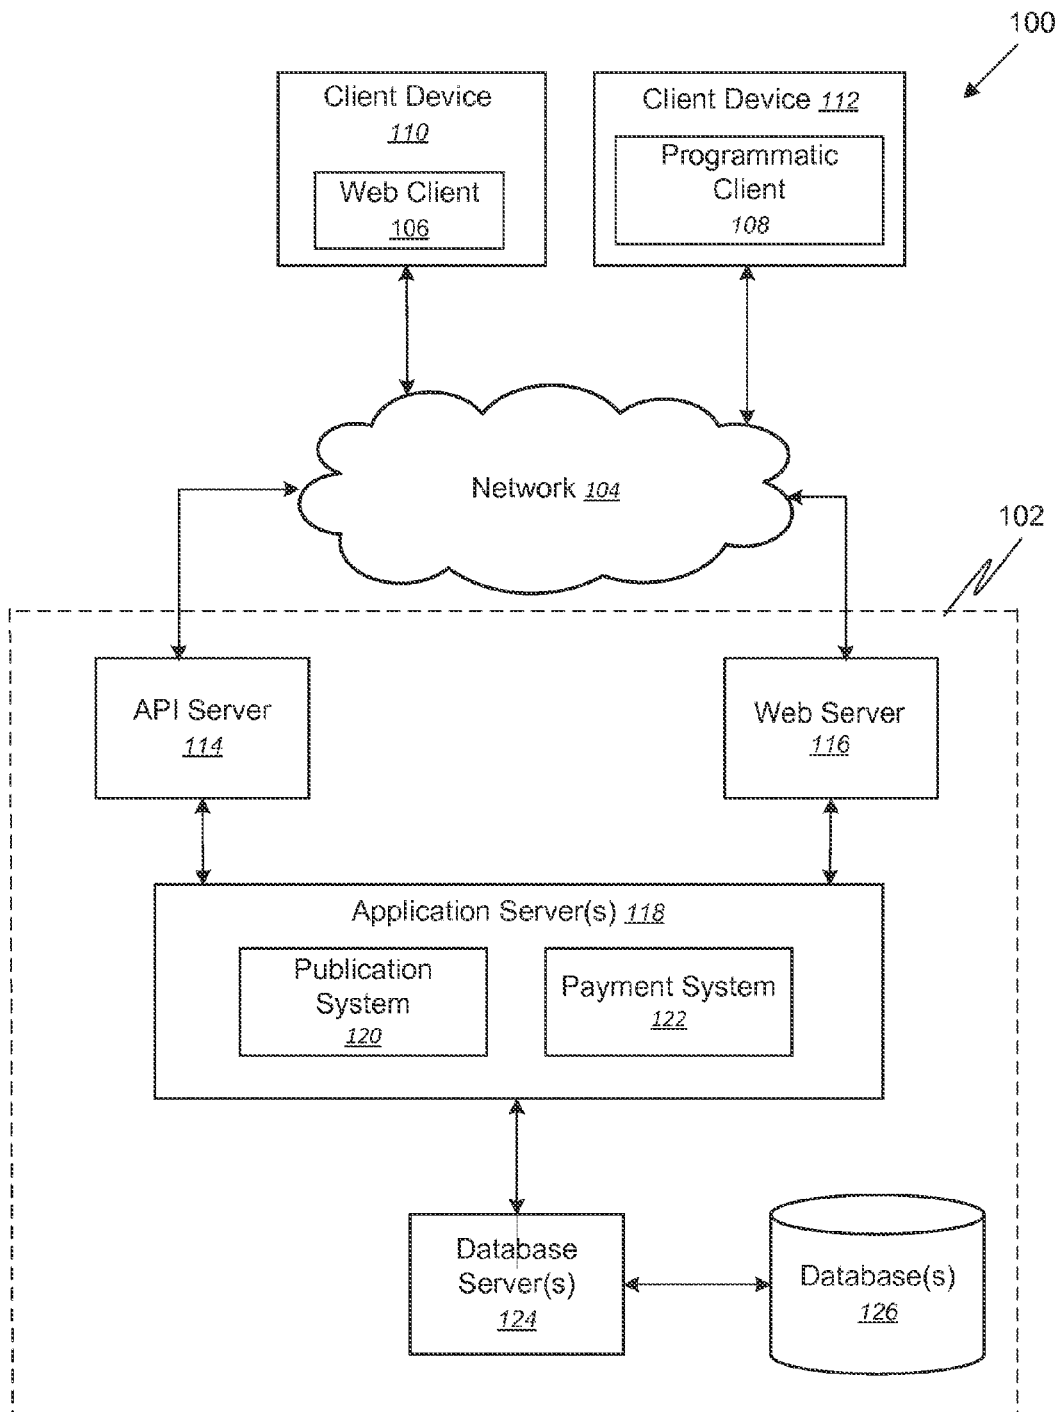 100
Client Device
110
Web Client
106
Client Device 112
Programmatic
Client
108
Network 104
102
API Server
114
Web Server
116
Application Server(s) 118
Publication
System
120
Payment System
122
Database
Server(s)
124
Database(s)
126